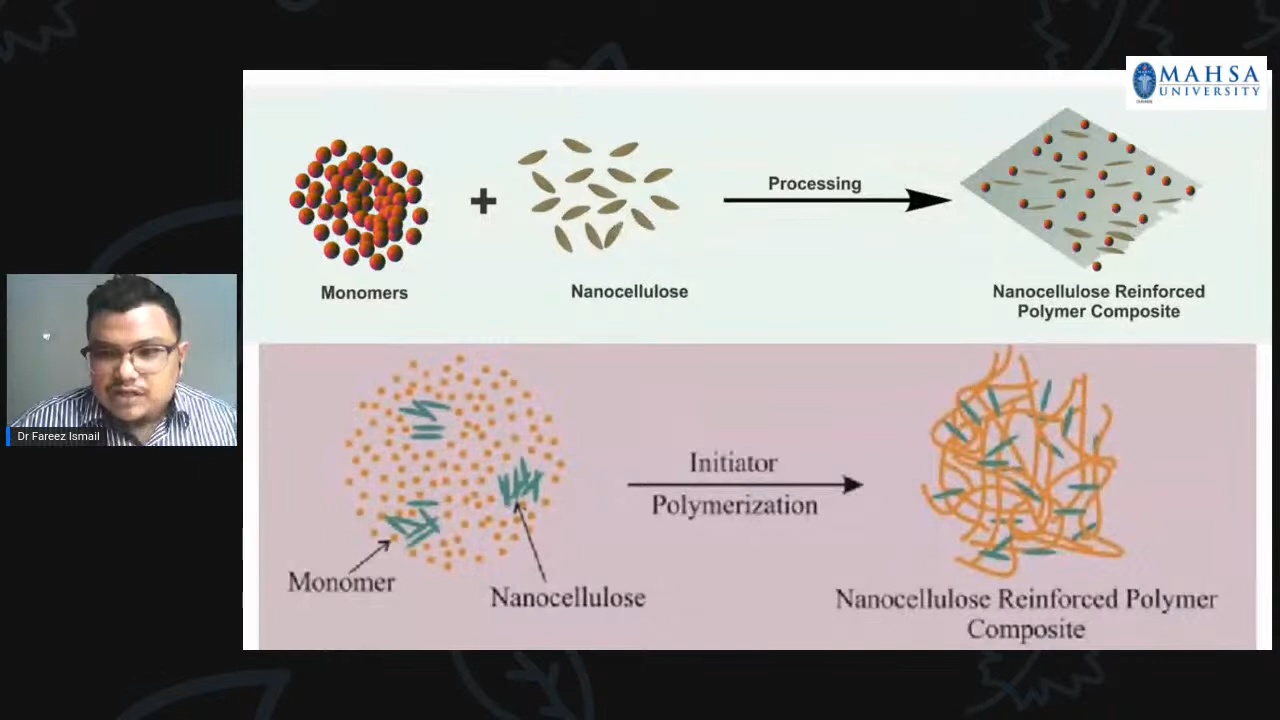 MAHSA
UNIVERSITY
Processing
Monomers
Nanocellulose
Nanocellulose Reinforced
Polymer Composite
Initiator
Polymerization
Monomer
Nanocellulose
Nanocellulose Reinforced Polymer
Composite
Dr Fareez Ismail